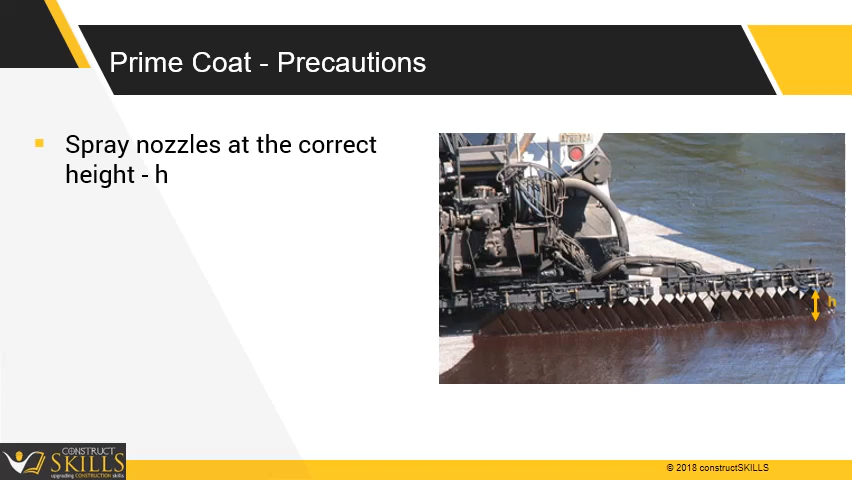 Prime Coat - Precautions
Spray nozzles at the correct
height - h
h
CONSTRUCT
SKILLS
upgrading CONSTRUCTION skills
© 2018 constructSKILLS